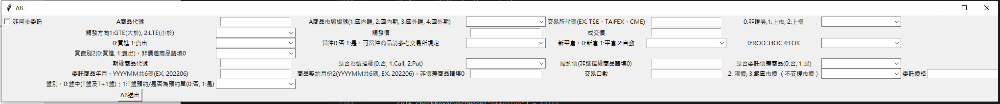 AB
非同步委託 A商品代號 A商品市場編號(1:國內證, 2:國內期, 3:國外證, 4:國外期) 交易所代碼(EX: TSE、TAIFEX、CME) 0:非證券,1:上市, 2:上櫃
觸發方向1:GTE(大於), 2:LTE(小於) 觸發價 成交價
0:買進 1:賣出 當沖0:否 1:是，可當沖商品請參考交易所規定 新平倉，0:新倉 1:平倉 2:自動 0:ROD 3:IOC 4:FOK
買賣別2(0:買進, 1:賣出)，非價差商品請填0
期權商品代號 是否為選擇權(0:否, 1:Call, 2:Put) 履約價(非選擇權商品請填0) 是否委託價差商品(0:否, 1:是)
委託商品年月，YYYYMM共6碼(EX: 202206) 商品契約月份2(YYYYMM共6碼, EX: 202206)，非價差商品請填0 交易口數 2: 限價; 3:範圍市價 （不支援市價） 委託價格
盤別，0:盤中(T盤及T+1盤)；1:T盤預約/是否為預約單(0:否, 1:是)
AB送出